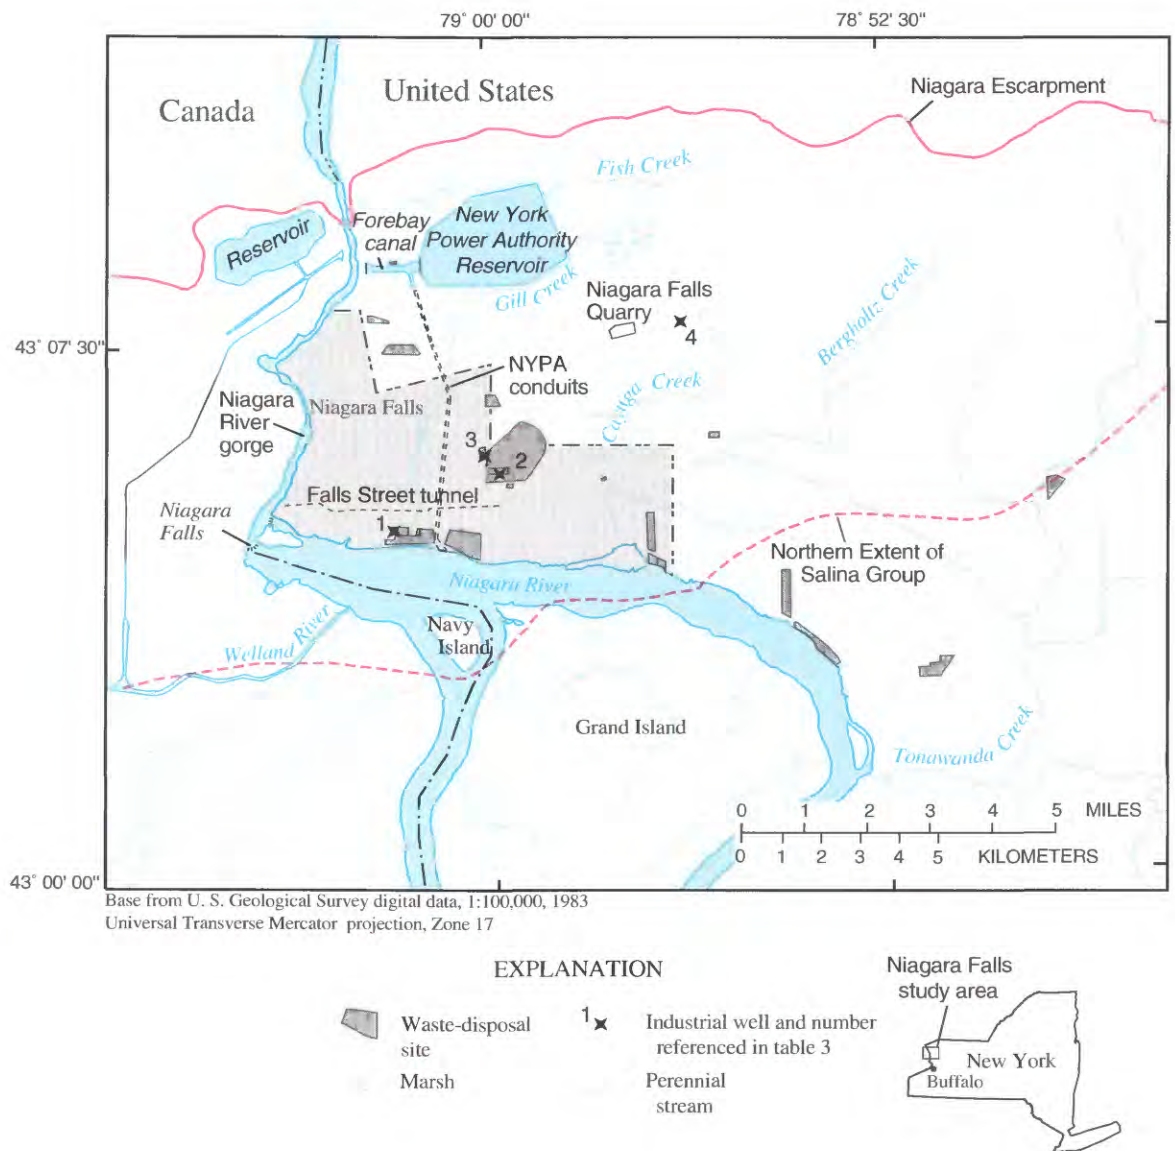 79° 00' 00"
78° 52' 30"
Canada
United States
Niagara Escarpment
Fish Creek
Reservoir
Forebay
canal
New York
Power Authority
Reservoir
Gill Creek
Niagara Falls
Quarry
4
Bergholtz Creek
43° 07' 30"
NYPA
conduits
Cayuga Creek
Niagara
River
gorge
Niagara Falls
3
2
Falls Street tunnel
1
Niagara
Falls
Northern Extent of
Salina Group
Niagara River
Navy
Island
Welland River
Grand Island
Tonawanda Creek
0 1 2 3 4 5 MILES
0 1 2 3 4 5 KILOMETERS
43° 00' 00"
Base from U. S. Geological Survey digital data, 1:100,000, 1983
Universal Transverse Mercator projection, Zone 17
EXPLANATION
Waste-disposal
site
Marsh
1
Industrial well and number
referenced in table 3
Perennial
stream
Niagara Falls
study area
New York
Buffalo